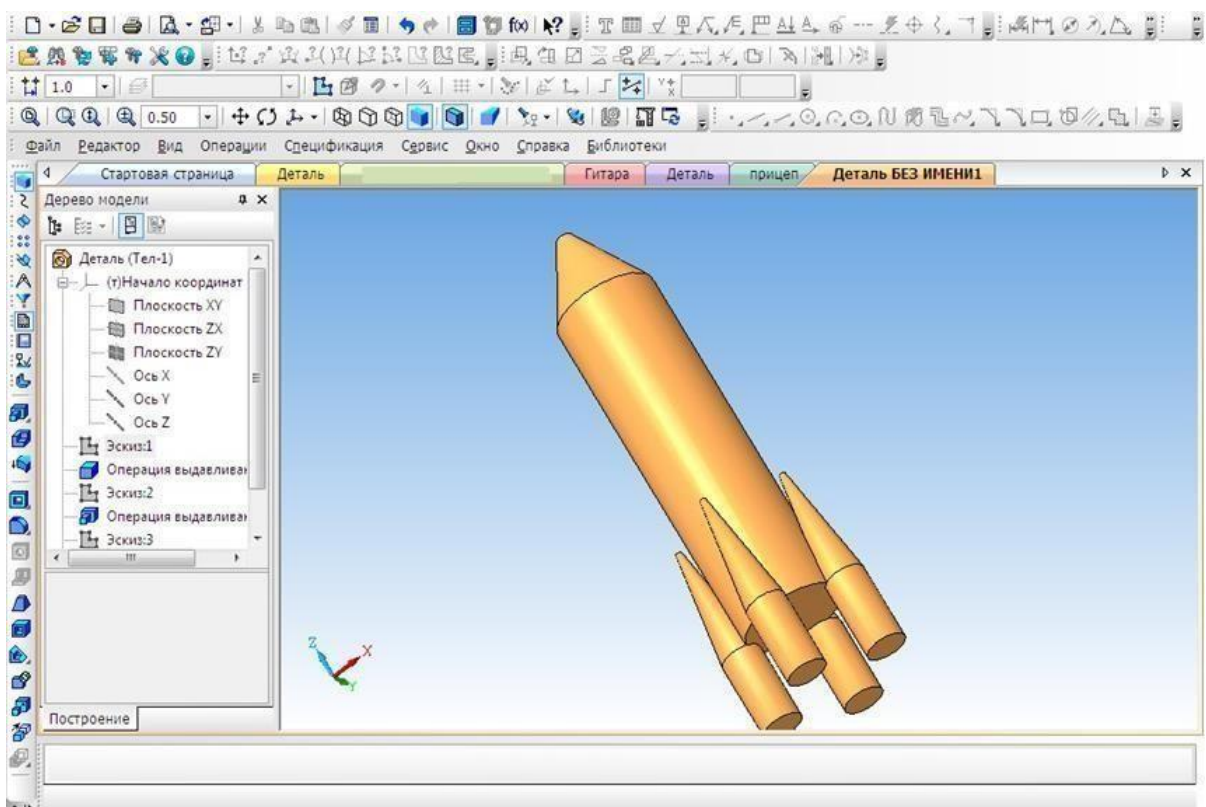 f(x)
1.0
0.50
Файл Редактор Вид Операции Спецификация Сервис Окно Справка Библиотеки
Стартовая страница Деталь Гитара Деталь прицеп Деталь БЕЗ ИМЕНИ1
Дерево модели
Деталь (Тел-1)
(т)Начало координат
Плоскость XY
Плоскость ZX
Плоскость ZY
Ось X
Ось Y
Ось Z
Эскиз:1
Операция выдавлива
Эскиз:2
Операция выдавлива
Эскиз:3
Z
X
Y
Построение